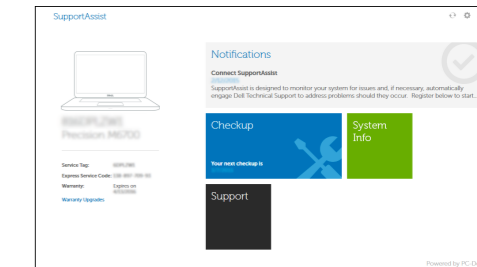 SupportAssist
Notifications
Connect SupportAssist
SupportAssist is designed to monitor your system for issues and, if necessary, automatically
engage Dell Technical Support to address problems should they occur. Register below to start...
Precision M6700
Checkup
System
Info
Service Tag:
Express Service Code:
Warranty: Expires on
Warranty Upgrades
Your next checkup is
Support
Powered by PC-Do